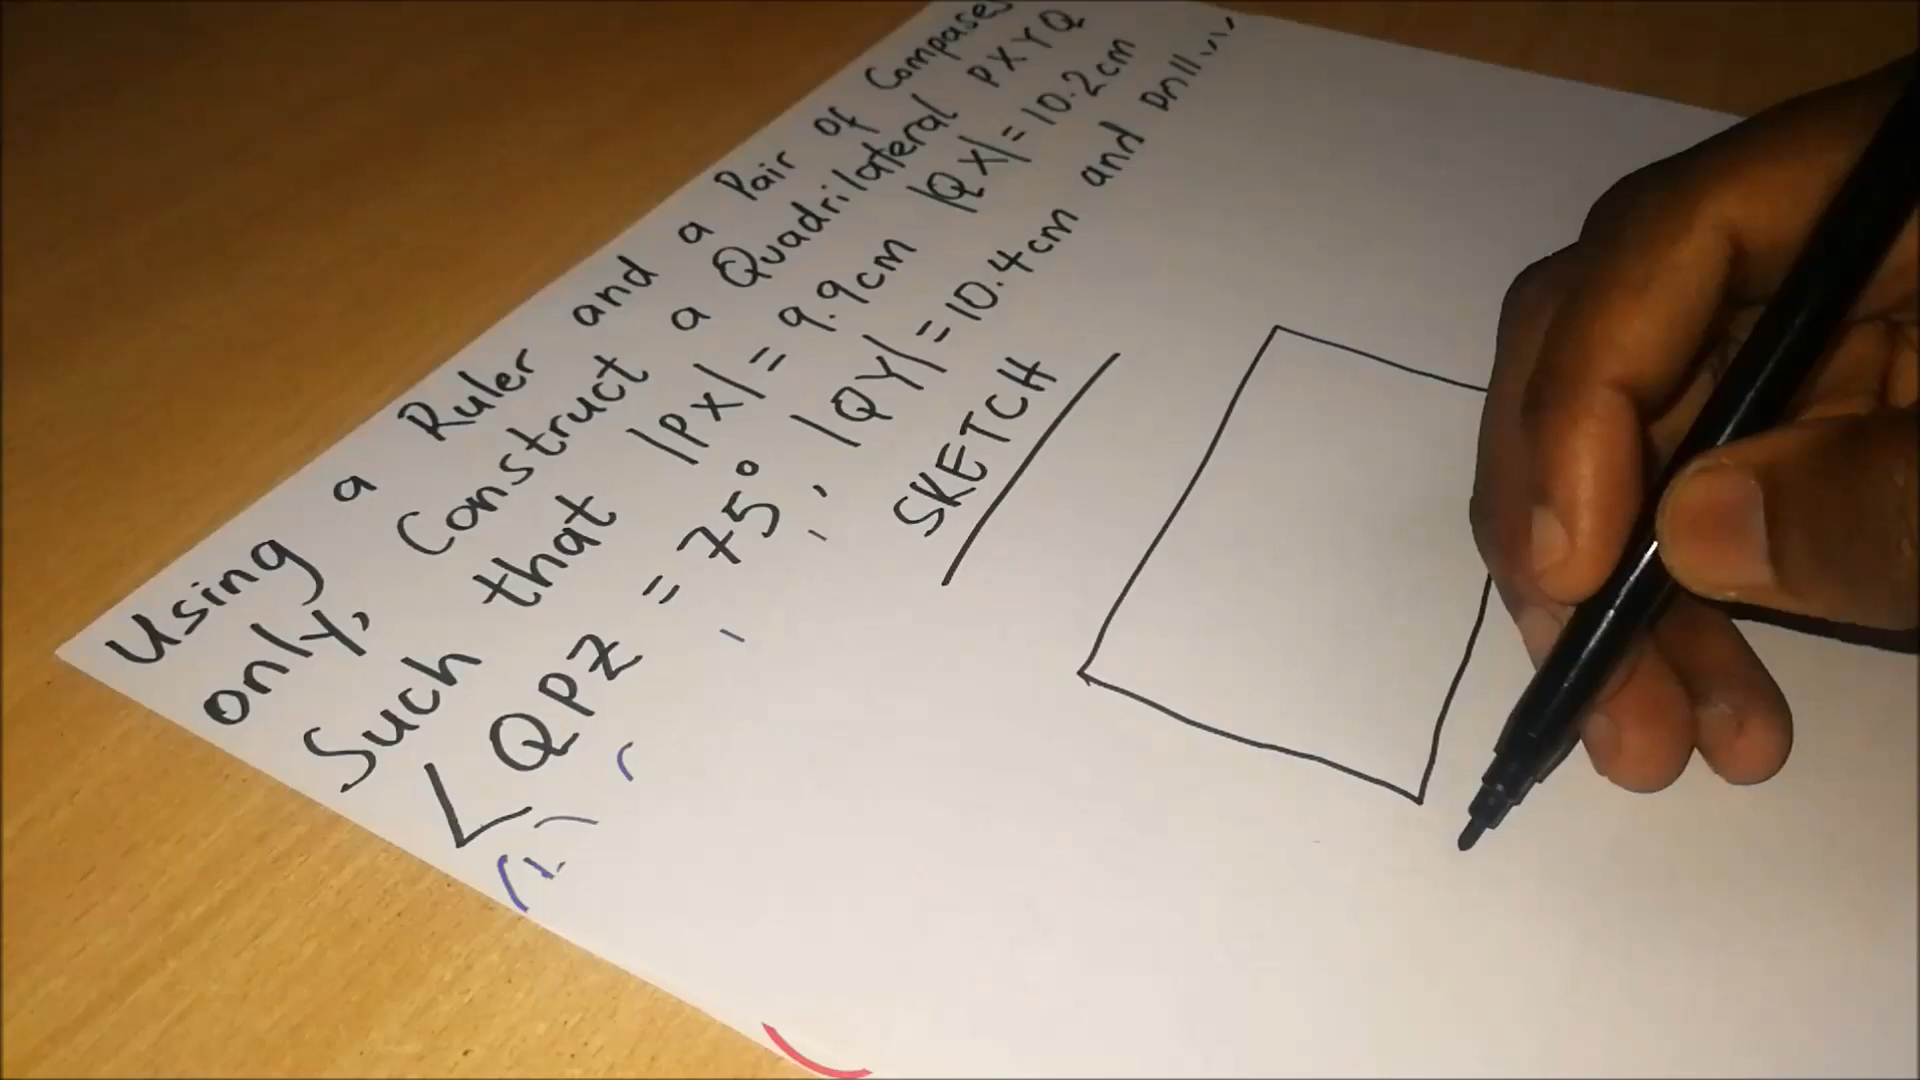 Using a Ruler and a Pair of Compases
only, Construct a Quadrilateral PXYQ
Such that |PX| = 9.9cm |QX| = 10.2cm
< QPZ = 75°, |QY| = 10.4cm and
SKETCH